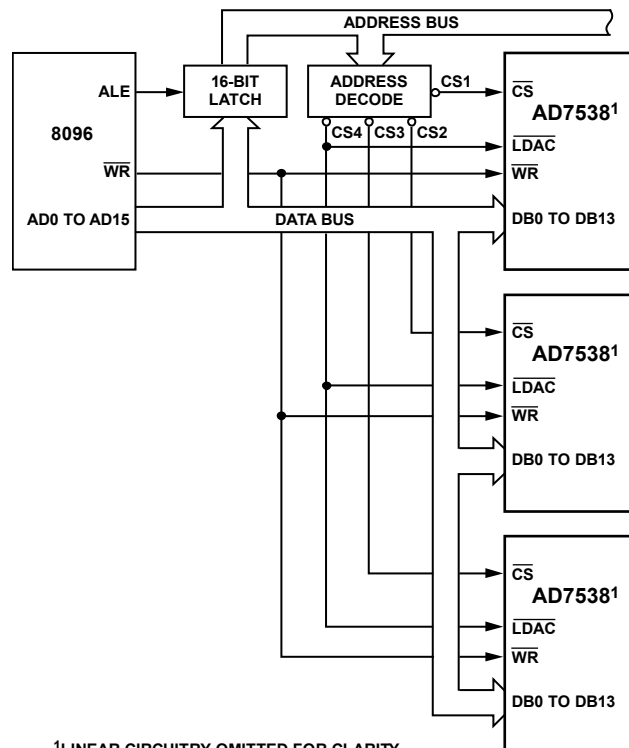 ADDRESS BUS
ALE
16-BIT
LATCH
ADDRESS
DECODE
CS1
CS
AD7538¹
8096
CS4
CS3
CS2
LDAC
WR
WR
AD0 TO AD15
DATA BUS
DB0 TO DB13
CS
AD7538¹
LDAC
WR
DB0 TO DB13
CS
AD7538¹
LDAC
WR
DB0 TO DB13
¹LINEAR CIRCUITRY OMITTED FOR CLARITY